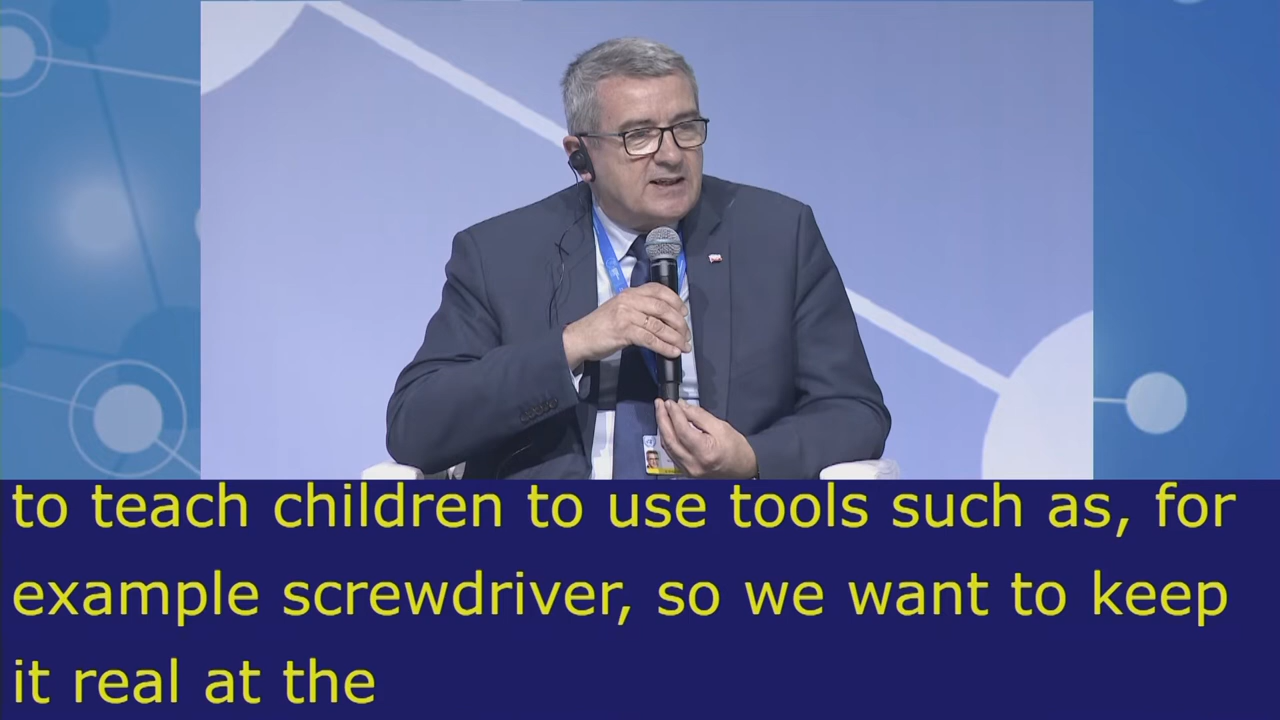 to teach children to use tools such as, for
example screwdriver, so we want to keep
it real at the